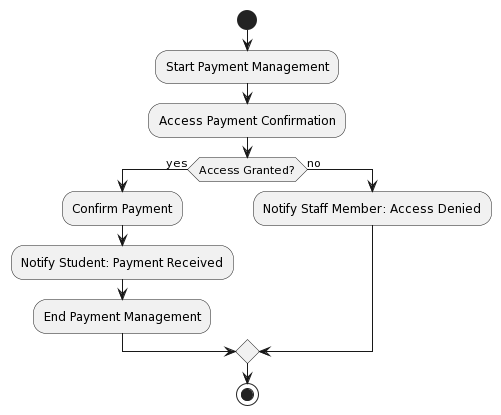 Start Payment Management
Access Payment Confirmation
yes
Access Granted?
no
Confirm Payment
Notify Staff Member: Access Denied
Notify Student: Payment Received
End Payment Management